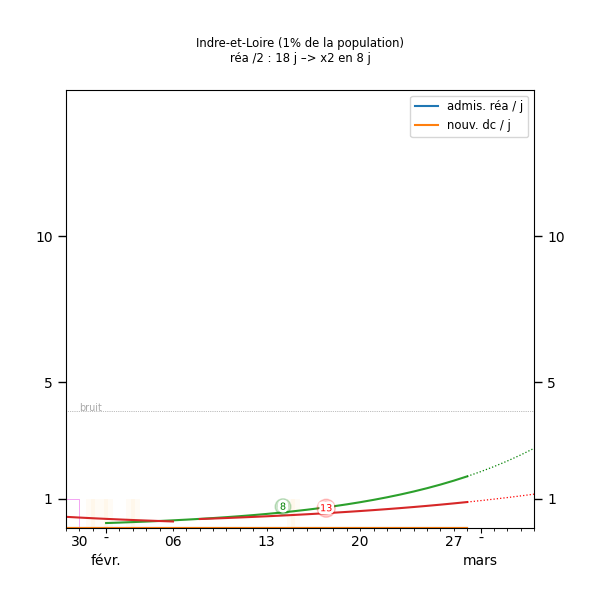 Indre-et-Loire (1% de la population)
réa /2 : 18 j –> x2 en 8 j
admis. réa / j
nouv. dc / j
10 10
5 5
bruit
8 13
1 1
30 - 06 13 20 27 -
févr. mars